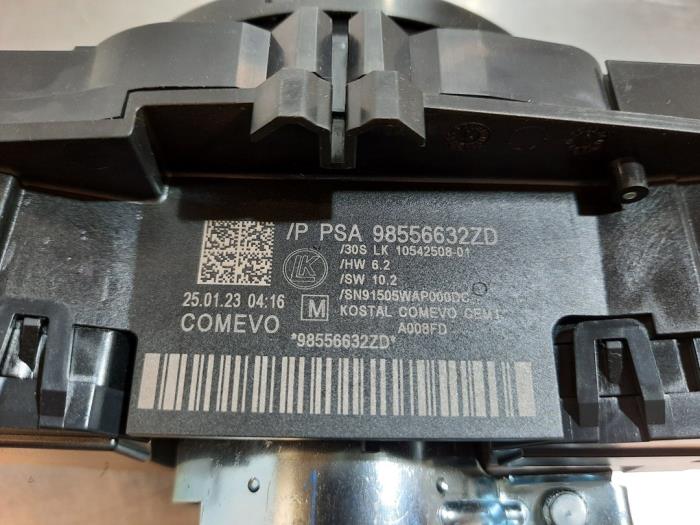 /P PSA 98556632ZD
/30S LK 10542508-01
LK
/HW 6.2
/SW 10.2
/SN91505WAP000DC
25.01.23 04:16
M
KOSTAL COMEVO CEM1
COMEVO
A008FD
*98556632ZD*